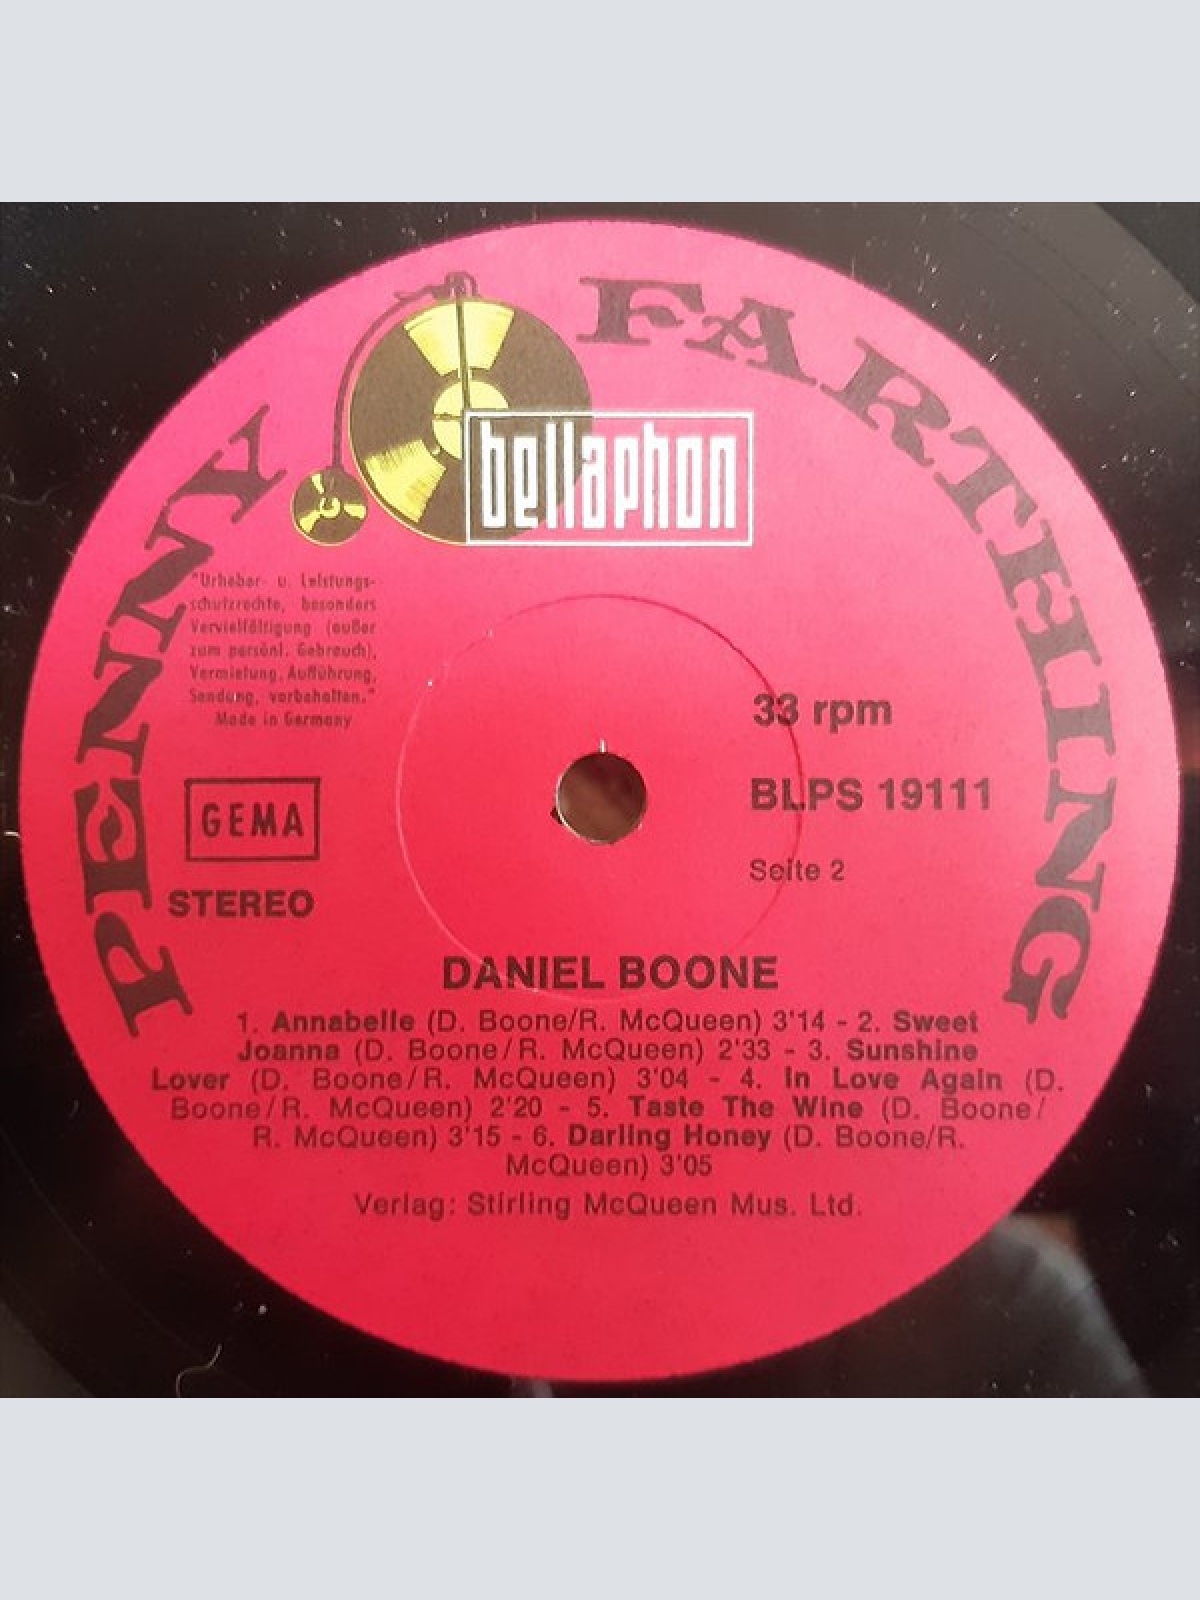 PENNY FARTHING
bellaphon
"Urheber- u. Leistungs-
schutzrechte, besonders
Vervielfältigung (außer
zum persönl. Gebrauch),
Vermietung, Aufführung,
Sendung, vorbehalten."
Made in Germany
33 rpm
BLPS 19111
Seite 2
GEMA
STEREO
DANIEL BOONE
1. Annabelle (D. Boone/R. McQueen) 3'14 - 2. Sweet
Joanna (D. Boone/R. McQueen) 2'33 - 3. Sunshine
Lover (D. Boone/R. McQueen) 3'04 - 4. In Love Again (D.
Boone/R. McQueen) 2'20 - 5. Taste The Wine (D. Boone/
R. McQueen) 3'15 - 6. Darling Honey (D. Boone/R.
McQueen) 3'05
Verlag: Stirling McQueen Mus. Ltd.